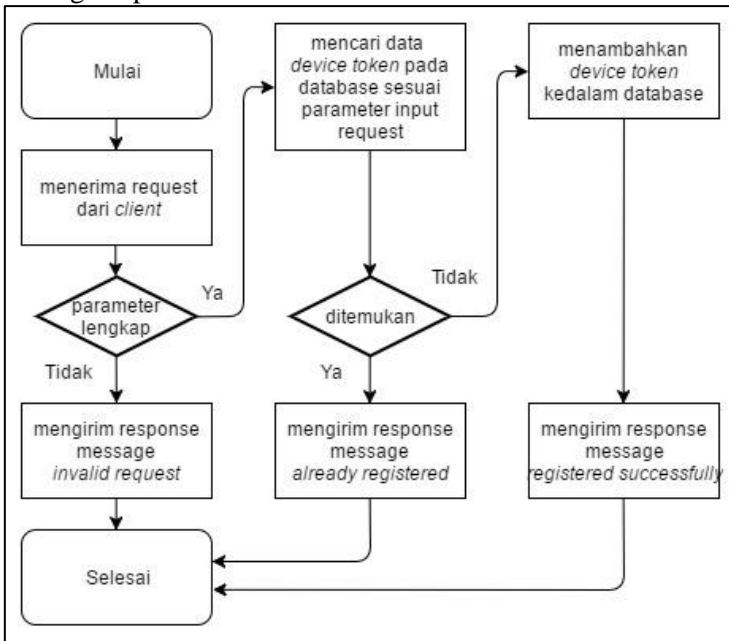 Mulai
menerima request
dari client
parameter
lengkap
Ya
Tidak
mengirim response
message
invalid request
Selesai
mencari data
device token pada
database sesuai
parameter input
request
ditemukan
Tidak
Ya
mengirim response
message
already registered
menambahkan
device token
kedalam database
mengirim response
message
registered successfully